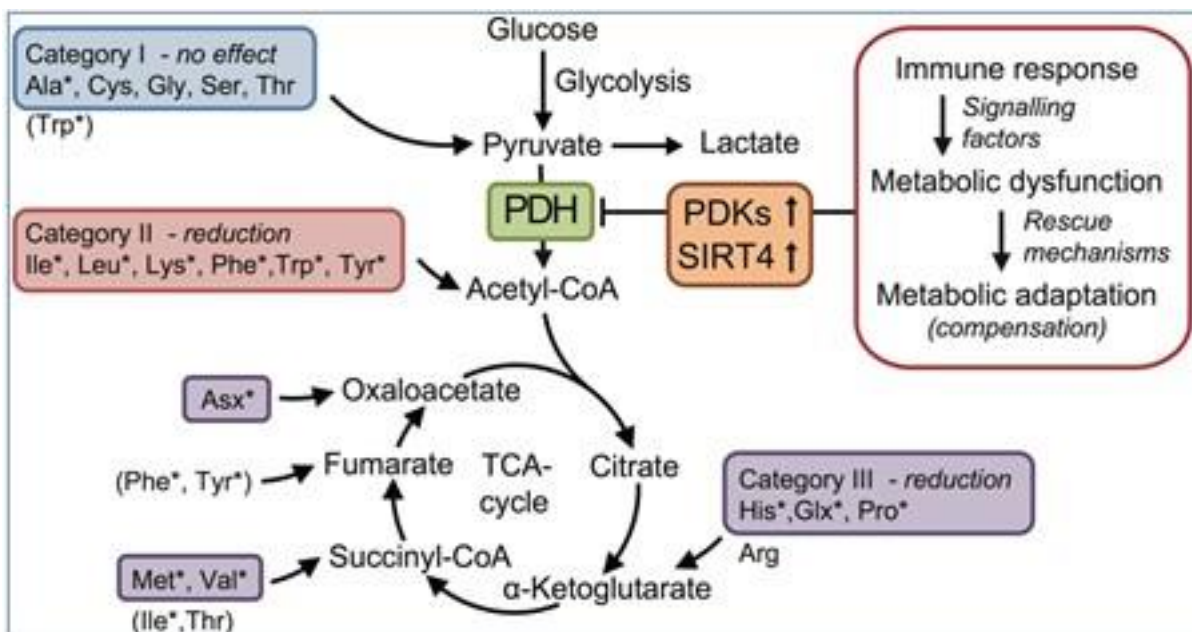 Category I - no effect
Ala*, Cys, Gly, Ser, Thr
(Trp*)
Glucose
Glycolysis
Pyruvate
Lactate
PDH
PDKs ↑
SIRT4 ↑
Immune response
Signalling
factors
Metabolic dysfunction
Rescue
mechanisms
Metabolic adaptation
(compensation)
Category II - reduction
Ile*, Leu*, Lys*, Phe*,Trp*, Tyr*
Acetyl-CoA
Asx*
Oxaloacetate
(Phe*, Tyr*)
Fumarate
TCA-
cycle
Citrate
Category III - reduction
His*,Glx*, Pro*
Arg
Met*, Val*
(Ile*,Thr)
Succinyl-CoA
α-Ketoglutarate